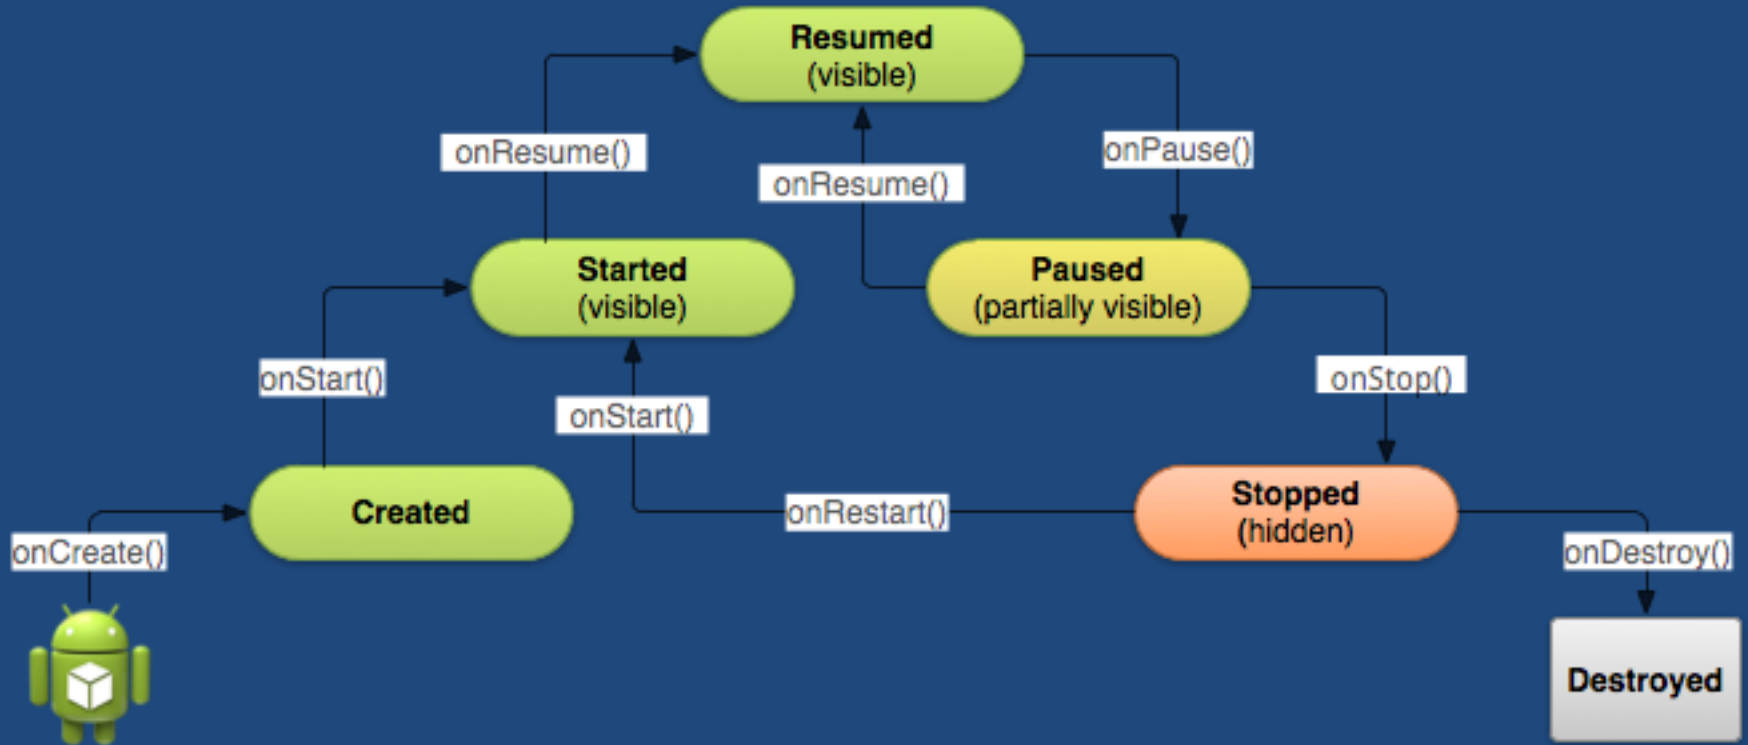 Resumed
(visible)
onResume()
onPause()
onResume()
Started
(visible)
Paused
(partially visible)
onStart()
onStop()
onStart()
Created
onRestart()
Stopped
(hidden)
onCreate()
onDestroy()
Destroyed